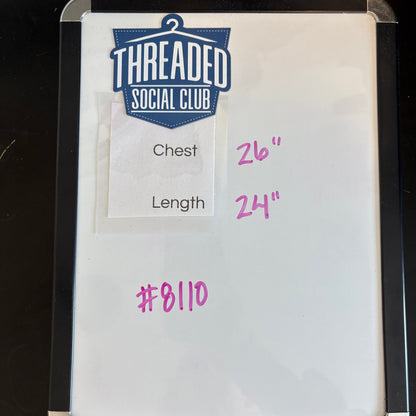 THREADED
SOCIAL CLUB
Chest 26"
Length 24"
#8110